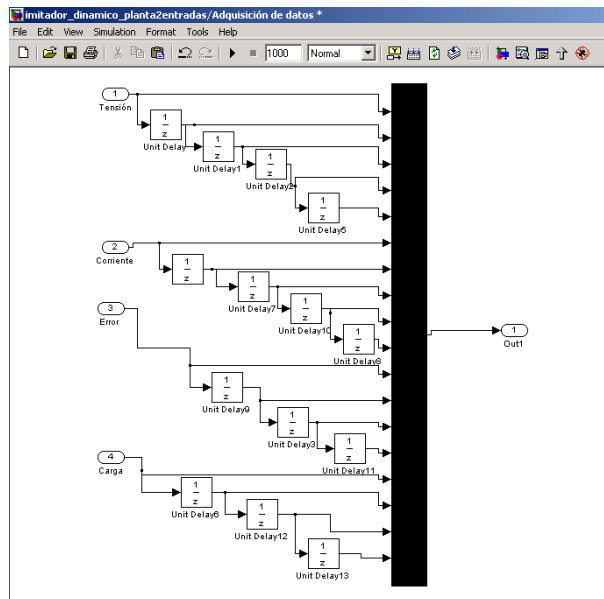 imitador_dinamico_planta2entradas/Adquisición de datos *
File Edit View Simulation Format Tools Help
1000 Normal
1
Tensión
1
z
Unit Delay
1
z
Unit Delay1
1
z
Unit Delay2
1
z
Unit Delay5
2
Corriente
1
z
1
z
Unit Delay7
1
z
Unit Delay10
1
z
Unit Delay8
3
Error
1
z
Unit Delay9
1
z
Unit Delay3
1
z
Unit Delay11
4
Carga
1
z
Unit Delay6
1
z
Unit Delay12
1
z
Unit Delay13
1
Out1